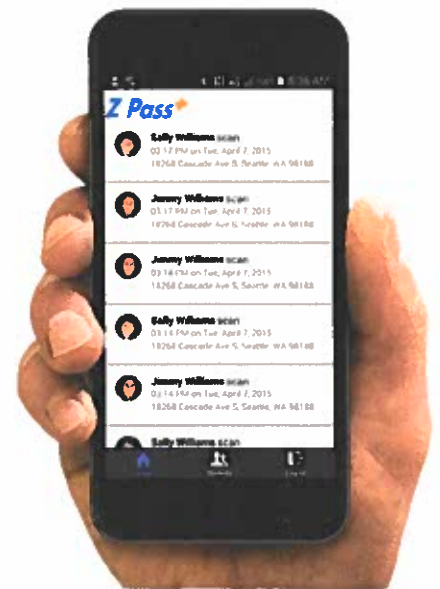 Z Pass+
Sally Williams scan
03:17 PM on Tue, April 7, 2015
18268 Cascade Ave S, Seattle, WA 98188
Jimmy Williams scan
03:17 PM on Tue, April 7, 2015
18268 Cascade Ave S, Seattle, WA 98188
Jimmy Williams scan
03:14 PM on Tue, April 7, 2015
18268 Cascade Ave S, Seattle, WA 98188
Sally Williams scan
03:14 PM on Tue, April 7, 2015
18268 Cascade Ave S, Seattle, WA 98188
Jimmy Williams scan
03:14 PM on Tue, April 7, 2015
18268 Cascade Ave S, Seattle, WA 98188
Sally Williams scan